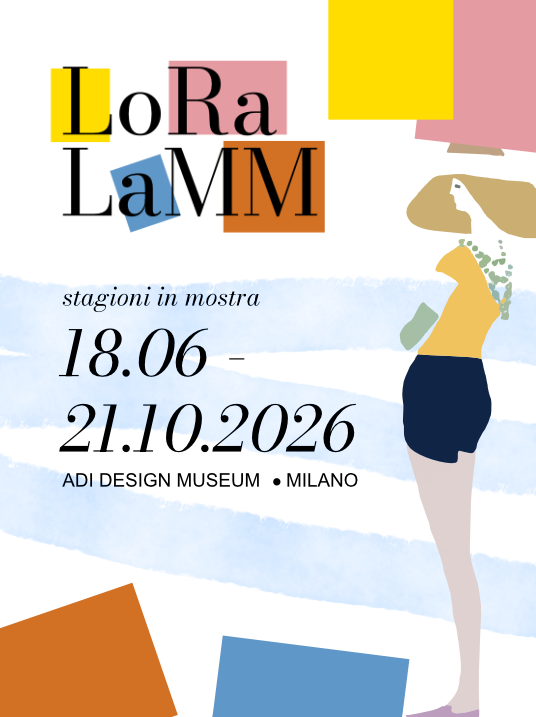 LoRa
LaMM
stagioni in mostra
18.06 –
21.10.2026
ADI DESIGN MUSEUM • MILANO